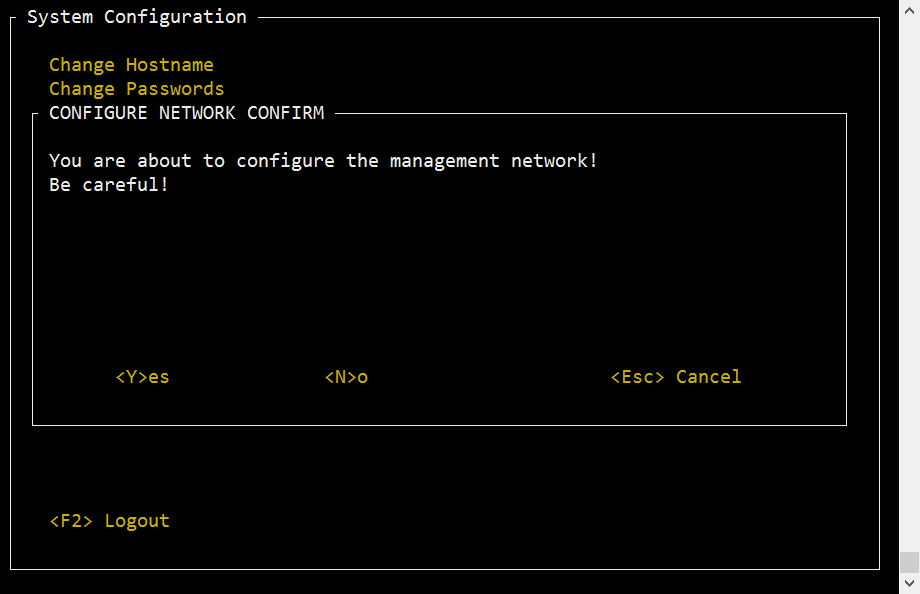 System Configuration
Change Hostname
Change Passwords
CONFIGURE NETWORK CONFIRM
You are about to configure the management network!
Be careful!
<Y>es <N>o <Esc> Cancel
<F2> Logout